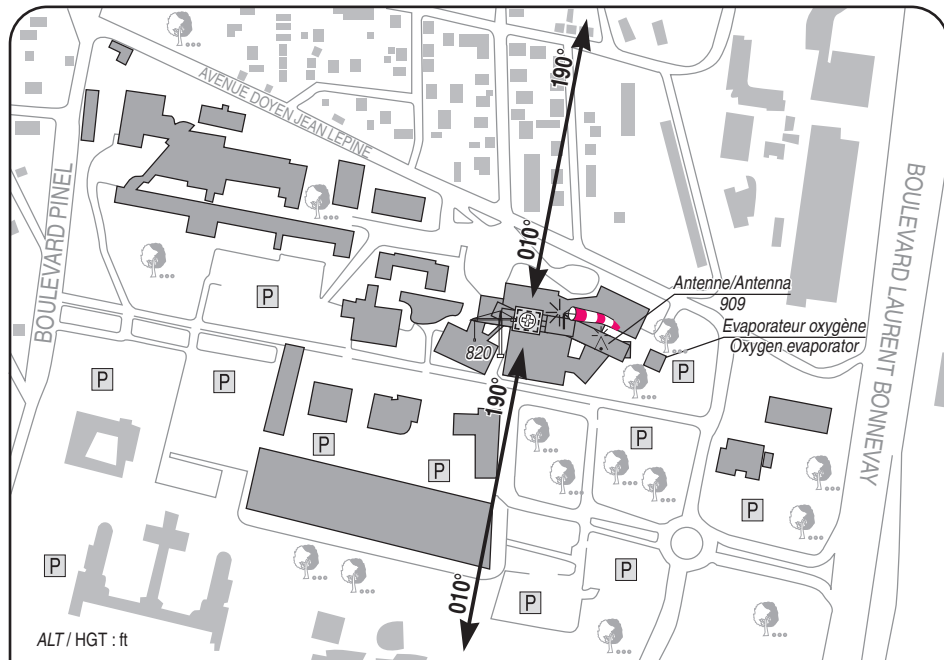 190°
AVENUE DOYEN JEAN LEPINE
BOULEVARD PINEL
BOULEVARD LAURENT BONNEVAY
010°
Antenne/Antenna
909
Evaporateur oxygène
Oxygen evaporator
P
820
P
P
P
P
190°
P
P
P
P
P
P
010°
P
ALT / HGT : ft